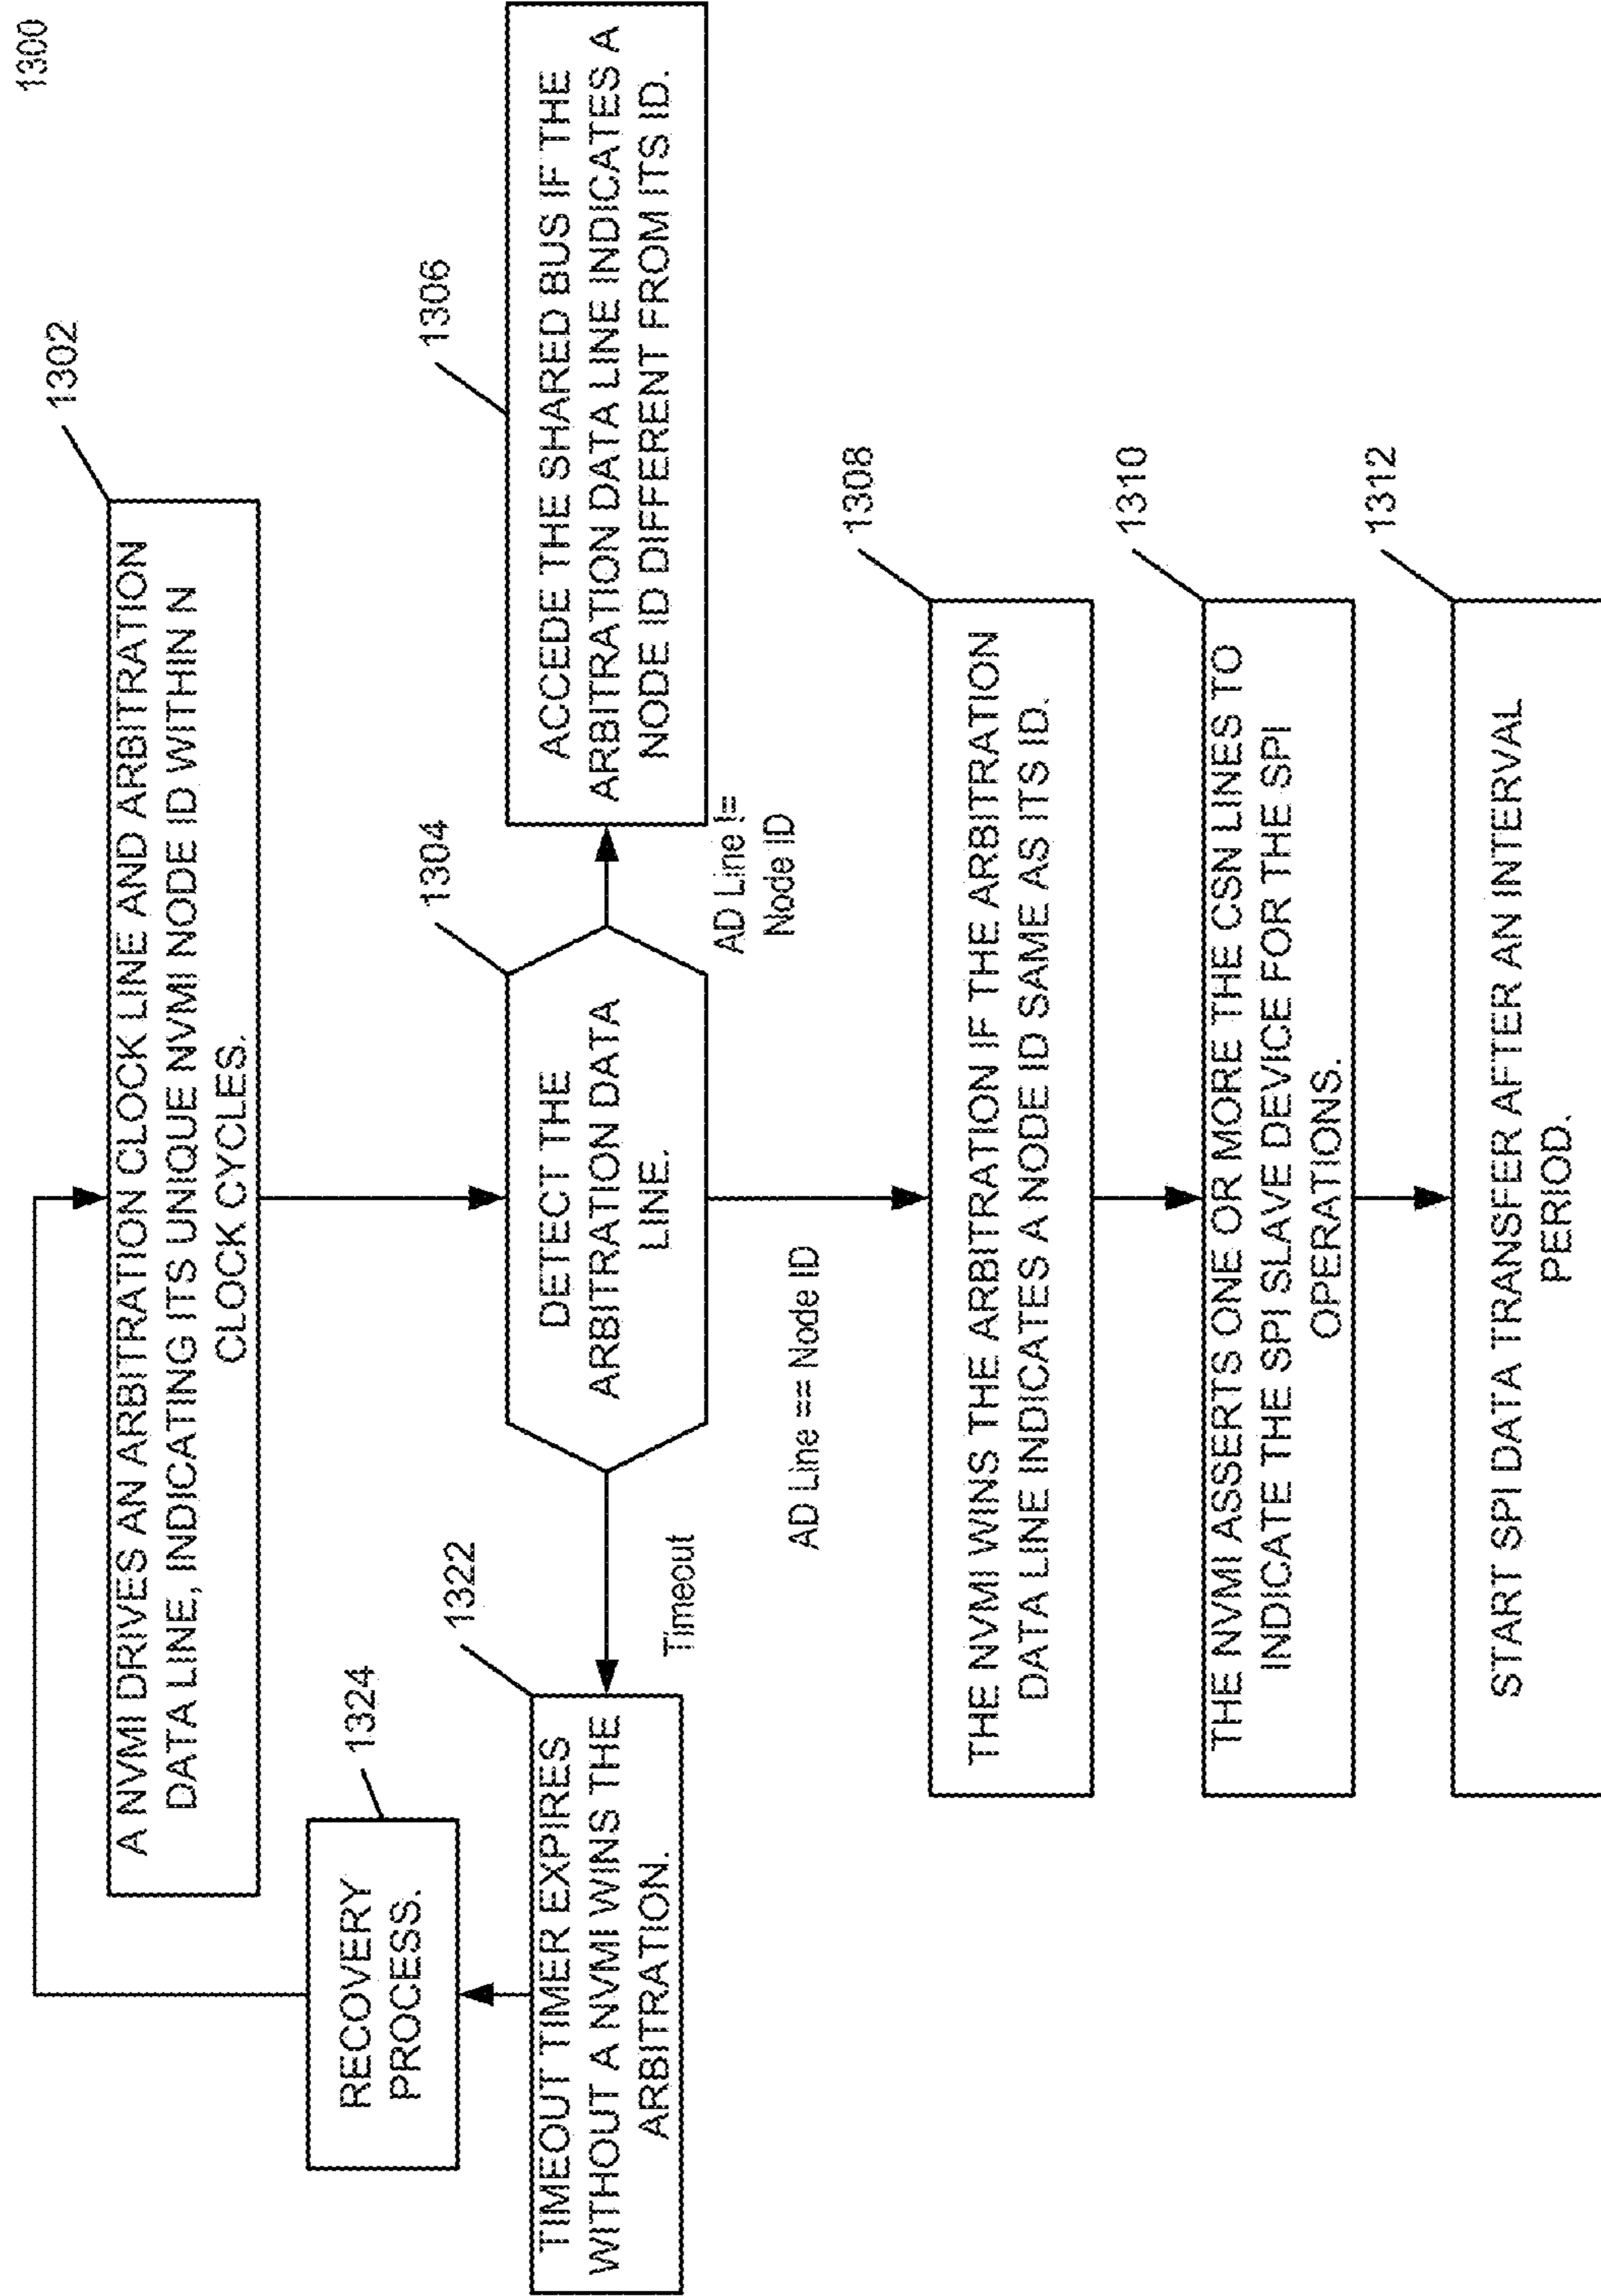 1300
1302
A NVMI DRIVES AN ARBITRATION CLOCK LINE AND ARBITRATION
DATA LINE, INDICATING ITS UNIQUE NVMI NODE ID WITHIN N
CLOCK CYCLES.
1324
RECOVERY
PROCESS.
1322
TIMEOUT TIMER EXPIRES
WITHOUT A NVMI WINS THE
ARBITRATION.
Timeout
1304
DETECT THE
ARBITRATION DATA
LINE.
AD Line !=
Node ID
1306
ACCEDE THE SHARED BUS IF THE
ARBITRATION DATA LINE INDICATES A
NODE ID DIFFERENT FROM ITS ID.
AD Line == Node ID
1308
THE NVMI WINS THE ARBITRATION IF THE ARBITRATION
DATA LINE INDICATES A NODE ID SAME AS ITS ID.
1310
THE NVMI ASSERTS ONE OR MORE THE CSN LINES TO
INDICATE THE SPI SLAVE DEVICE FOR THE SPI
OPERATIONS.
1312
START SPI DATA TRANSFER AFTER AN INTERVAL
PERIOD.